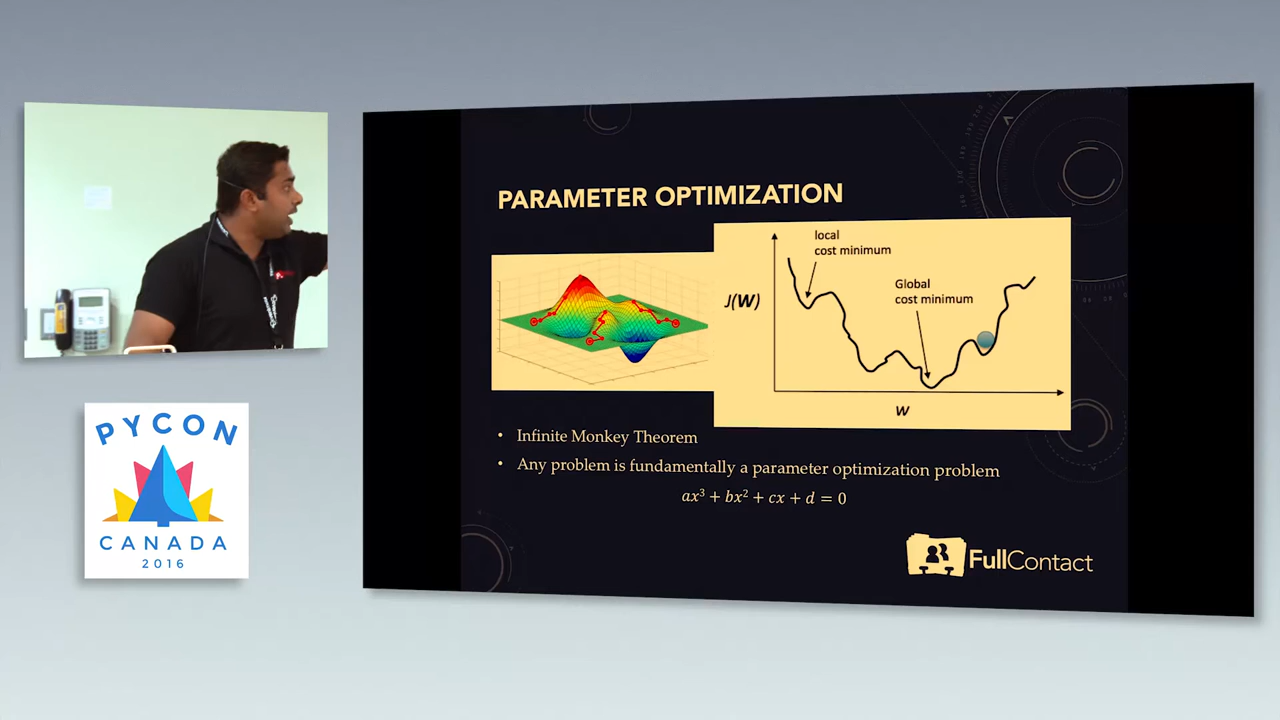 PARAMETER OPTIMIZATION
local
cost minimum
Global
cost minimum
J(W)
W
• Infinite Monkey Theorem
• Any problem is fundamentally a parameter optimization problem
ax³ + bx² + cx + d = 0
FullContact
PYCON
CANADA
2016